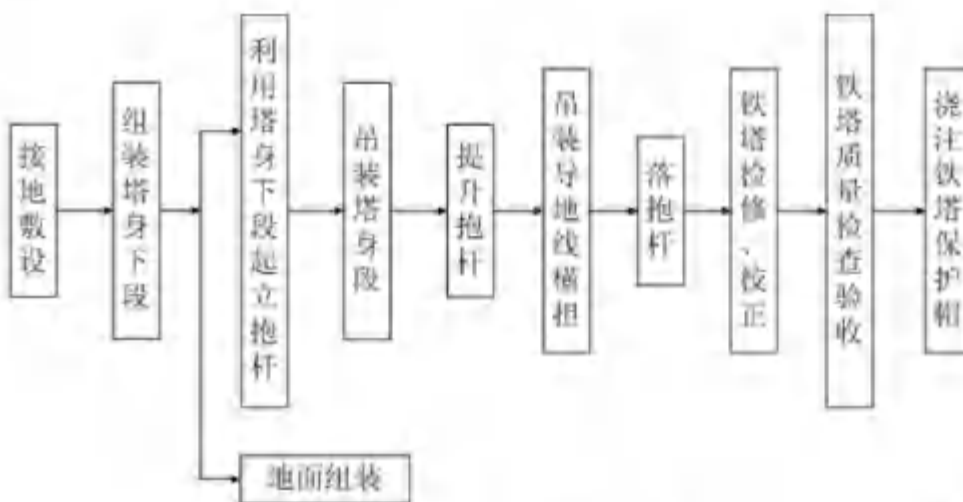 接地敷设
组装塔身下段
利用塔身下段起立抱杆
吊装塔身段
提升抱杆
吊装导地线横担
落抱杆
铁塔检修、校正
铁塔质量检查验收
浇注铁塔保护帽
地面组装